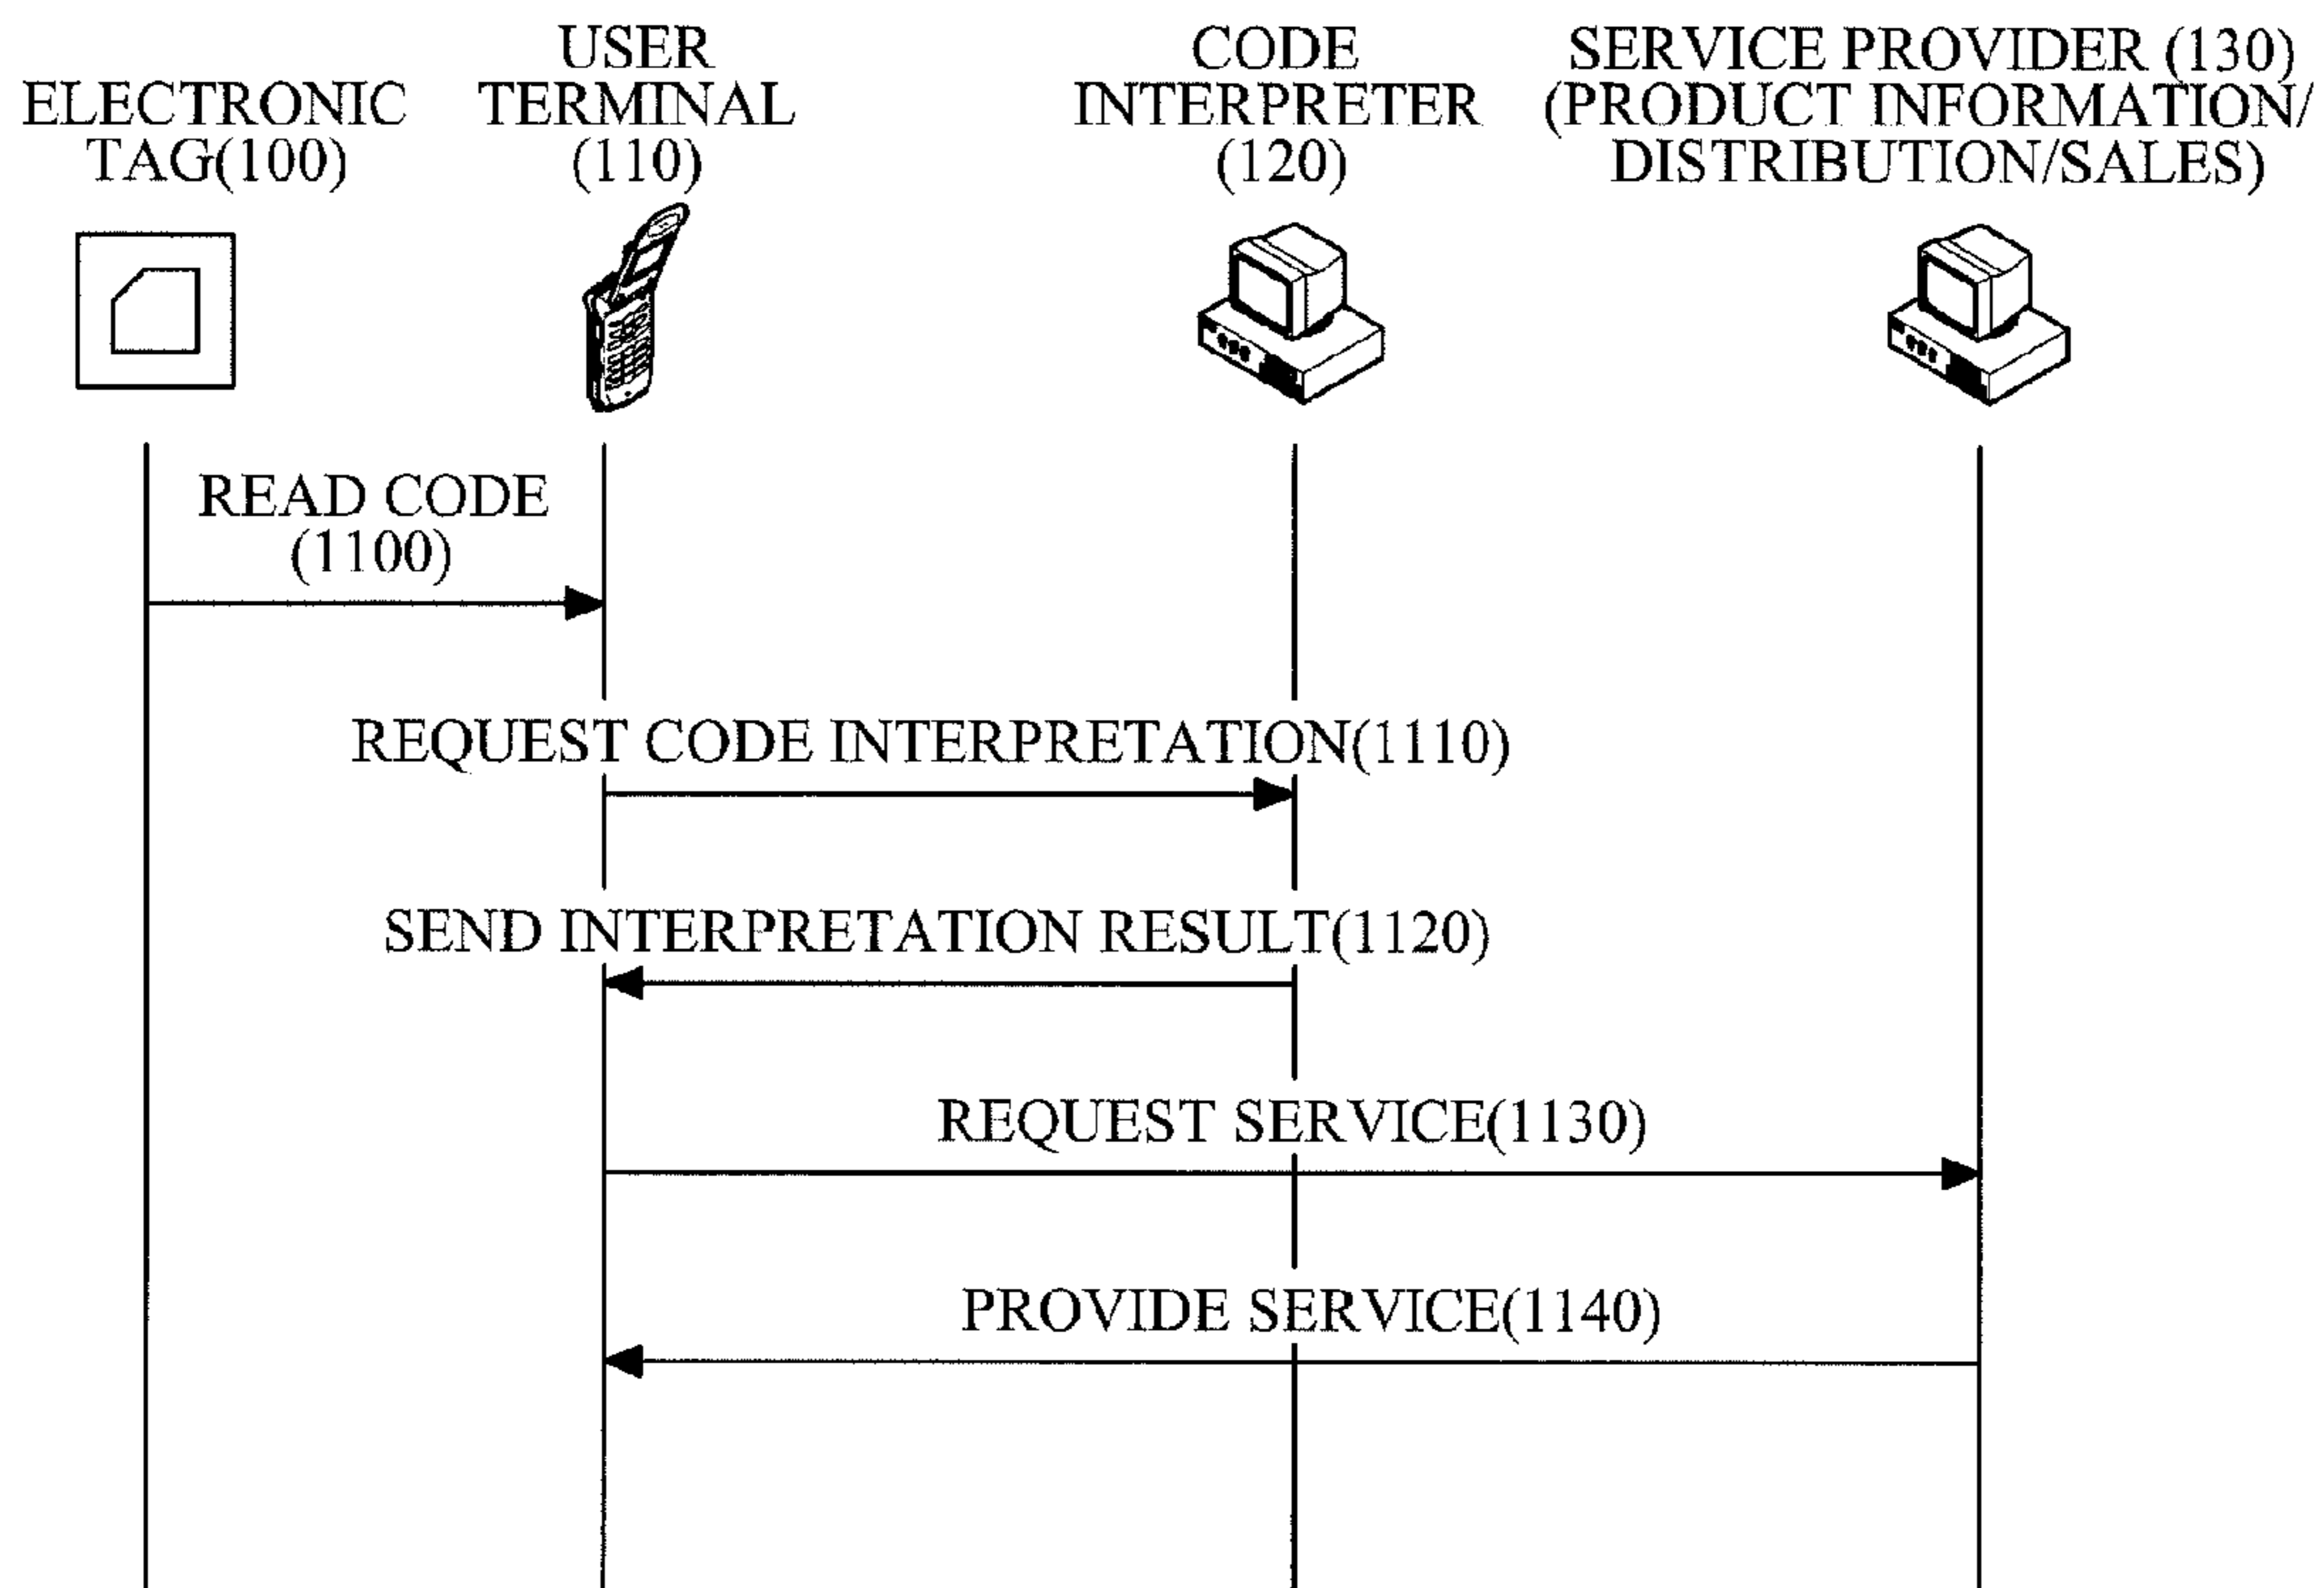 ELECTRONIC
TAG(100)
USER
TERMINAL
(110)
CODE
INTERPRETER
(120)
SERVICE PROVIDER (130)
(PRODUCT INFORMATION/
DISTRIBUTION/SALES)
READ CODE
(1100)
REQUEST CODE INTERPRETATION(1110)
SEND INTERPRETATION RESULT(1120)
REQUEST SERVICE(1130)
PROVIDE SERVICE(1140)